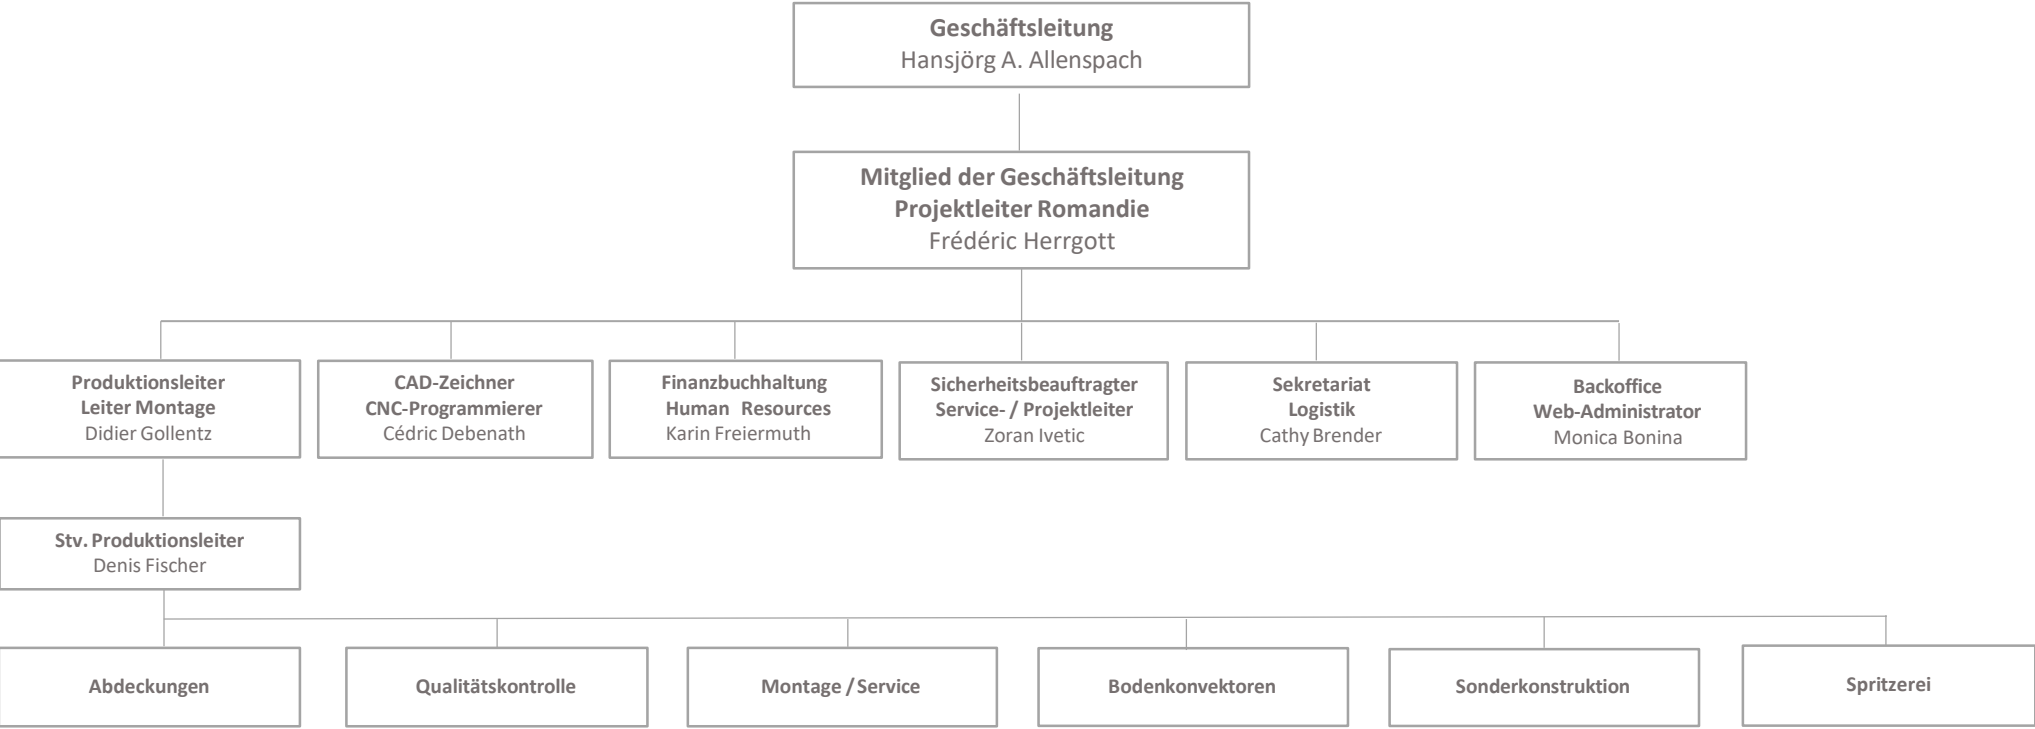 Geschäftsleitung
Hansjörg A. Allenspach
Mitglied der Geschäftsleitung
Projektleiter Romandie
Frédéric Herrgott
Produktionsleiter
Leiter Montage
Didier Gollentz
CAD-Zeichner
CNC-Programmierer
Cédric Debenath
Finanzbuchhaltung
Human Resources
Karin Freiermuth
Sicherheitsbeauftragter
Service- / Projektleiter
Zoran Ivetic
Sekretariat
Logistik
Cathy Brender
Backoffice
Web-Administrator
Monica Bonina
Stv. Produktionsleiter
Denis Fischer
Abdeckungen
Qualitätskontrolle
Montage / Service
Bodenkonvektoren
Sonderkonstruktion
Spritzerei